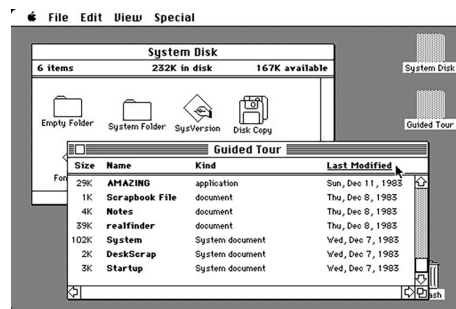 File Edit View Special
System Disk
6 items 232K in disk 167K available
Empty Folder System Folder SysVersion Disk Copy
System Disk
Guided Tour
Fon
Guided Tour
Size Name Kind Last Modified
29K AMAZING application Sun, Dec 11, 1983
1K Scrapbook File document Thu, Dec 8, 1983
4K Notes document Thu, Dec 8, 1983
39K realfinder document Thu, Dec 8, 1983
102K System System document Wed, Dec 7, 1983
2K DeskScrap System document Wed, Dec 7, 1983
3K Startup System document Wed, Dec 7, 1983
ash